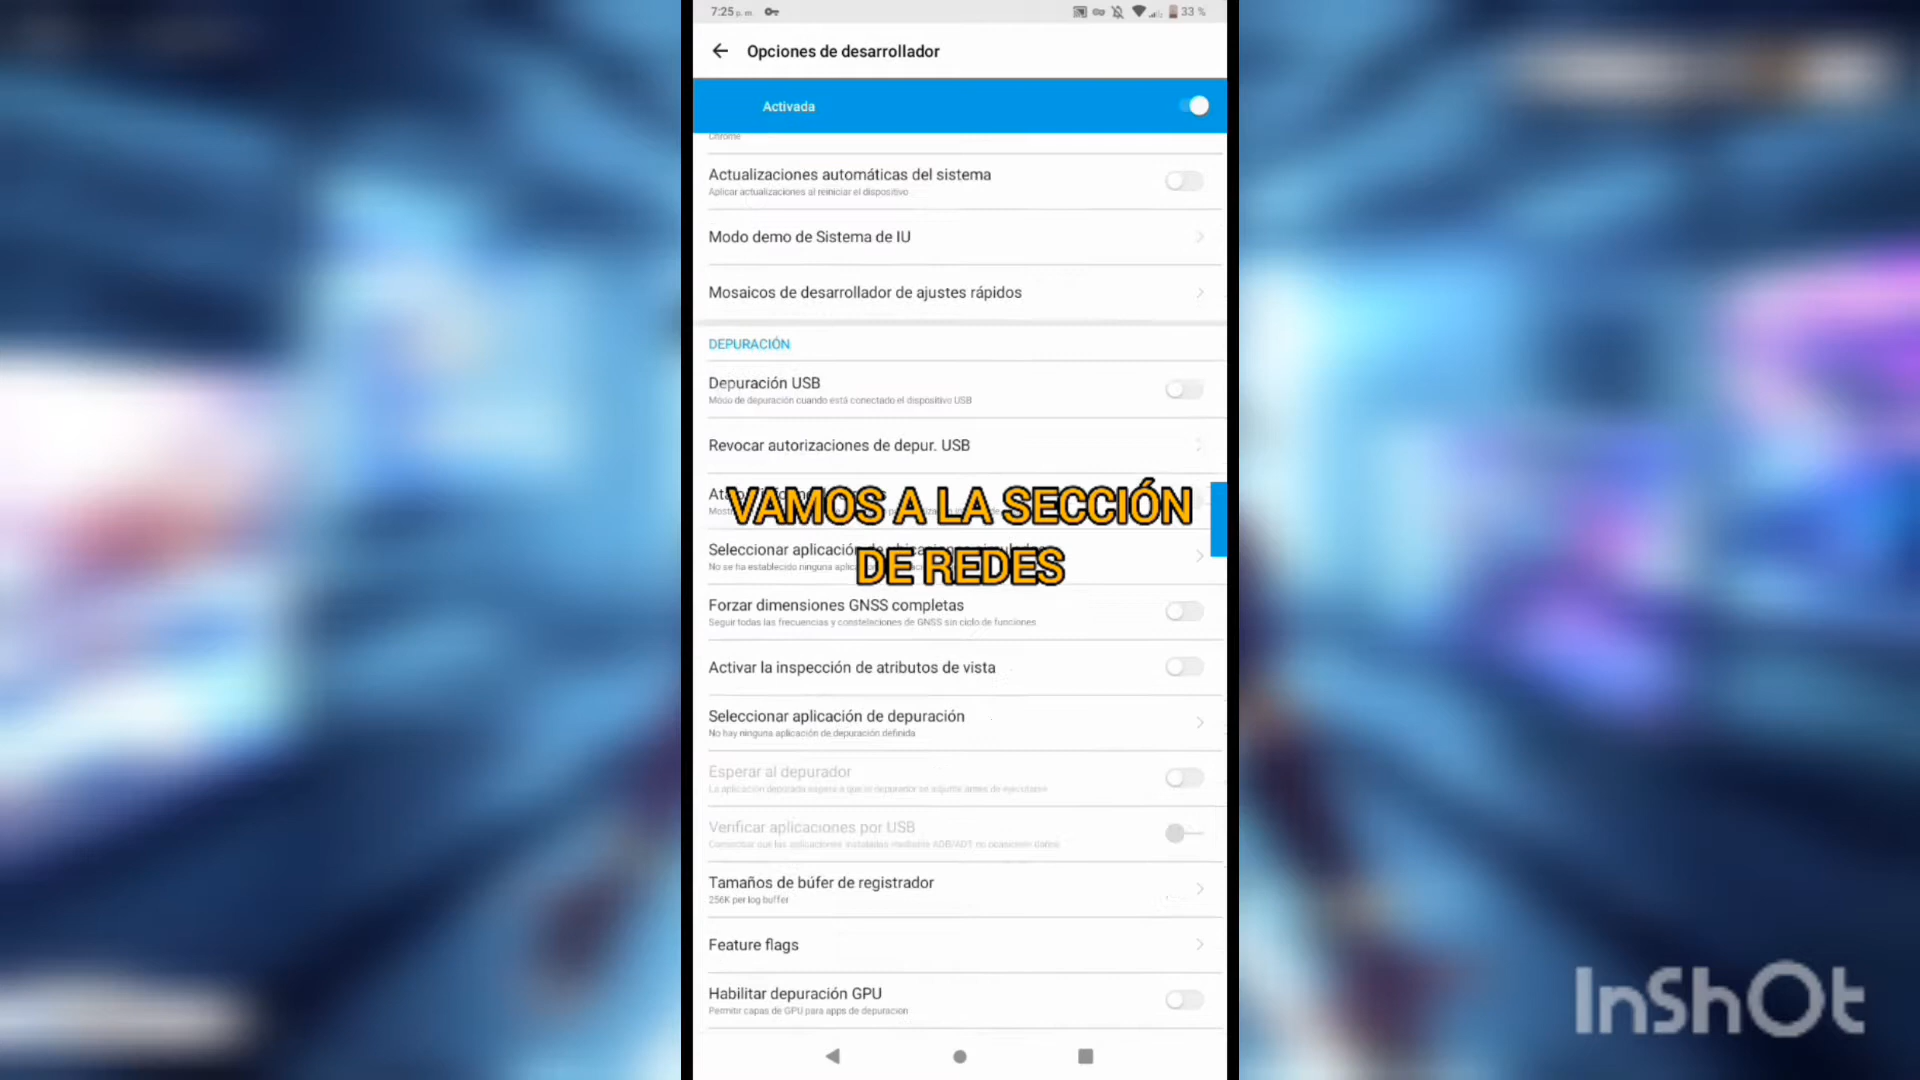 7:25 p. m.
33 %
Opciones de desarrollador
Activada
Chrome
Actualizaciones automáticas del sistema
Aplicar actualizaciones al reiniciar el dispositivo
Modo demo de Sistema de IU
Mosaicos de desarrollador de ajustes rápidos
DEPURACIÓN
Depuración USB
Modo de depuración cuando está conectado el dispositivo USB
Revocar autorizaciones de depur. USB
VAMOS A LA SECCIÓN
DE REDES
Seleccionar aplicación
No se ha establecido ninguna
Forzar dimensiones GNSS completas
Seguir todas las frecuencias y constelaciones de GNSS sin ciclo de funciones
Activar la inspección de atributos de vista
Seleccionar aplicación de depuración
No hay ninguna aplicación de depuración definida
Esperar al depurador
La aplicación depurada espera a que el depurador se adjunte antes de ejecutarse
Verificar aplicaciones por USB
Comprobar que las aplicaciones instaladas mediante ADB/ADT no ocasionen daños
Tamaños de búfer de registrador
256K per log buffer
Feature flags
Habilitar depuración GPU
Permitir capas de GPU para apps de depuración
InShOt